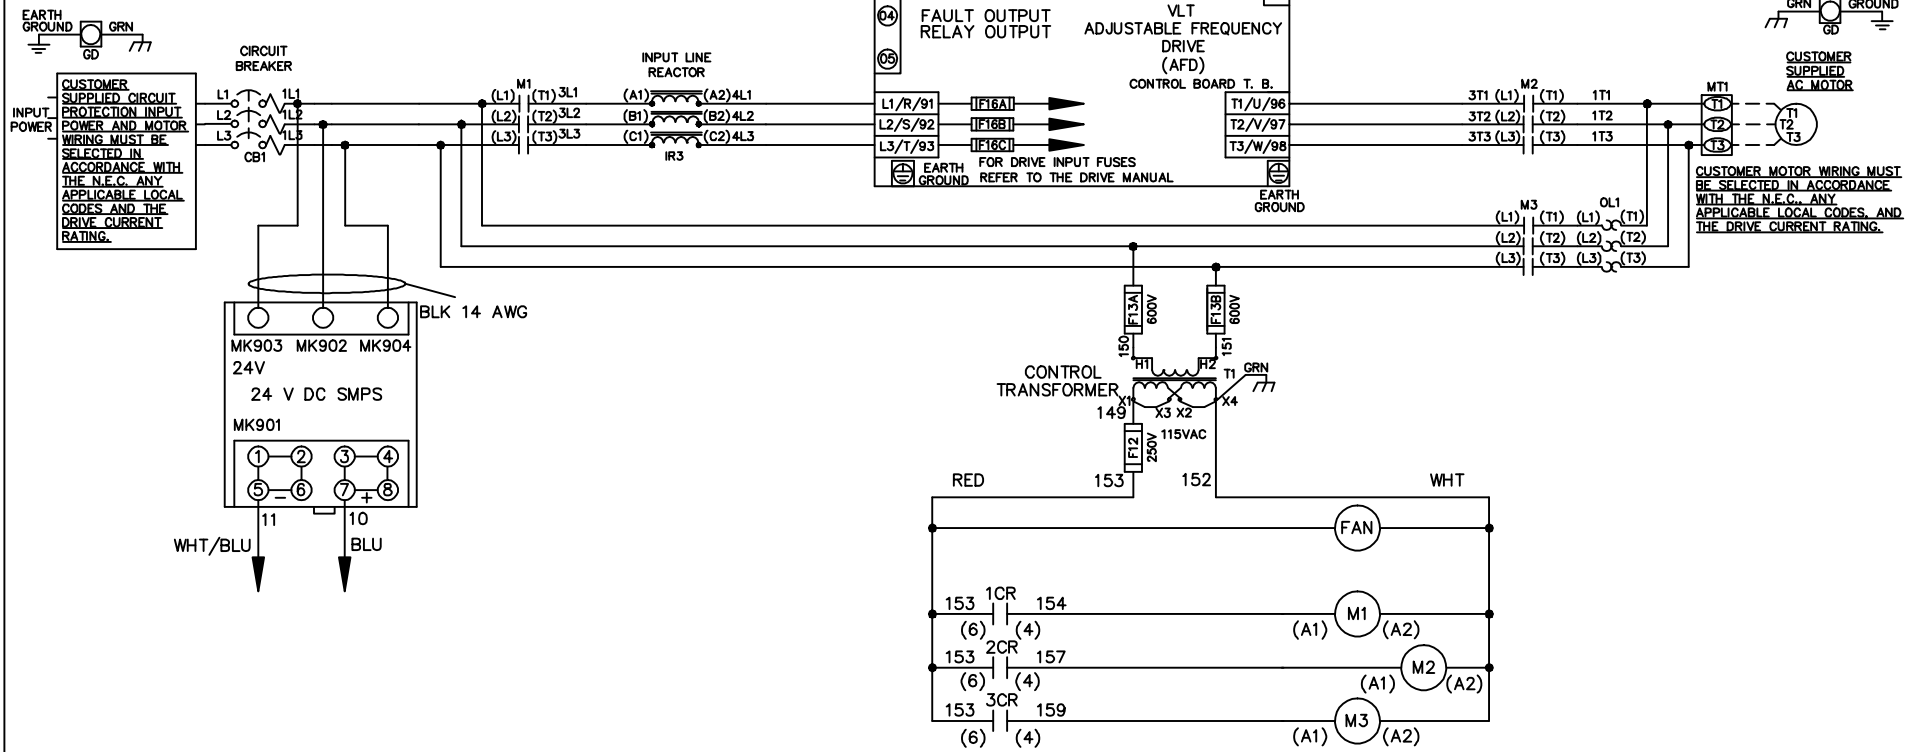 EARTH
GROUND
GRN
GD
04
FAULT OUTPUT
RELAY OUTPUT
05
VLT
ADJUSTABLE FREQUENCY
DRIVE
(AFD)
CONTROL BOARD T. B.
GRN
GROUND
GD
CUSTOMER
SUPPLIED
AC MOTOR
INPUT
POWER
CUSTOMER
SUPPLIED CIRCUIT
PROTECTION INPUT
POWER AND MOTOR
WIRING MUST BE
SELECTED IN
ACCORDANCE WITH
THE N.E.C. ANY
APPLICABLE LOCAL
CODES AND THE
DRIVE CURRENT
RATING.
CIRCUIT
BREAKER
L1 1L1
L2 1L2
L3 1L3
CB1
M1
(L1) (T1) 3L1
(L2) (T2) 3L2
(L3) (T3) 3L3
INPUT LINE
REACTOR
(A1) (A2) 4L1
(B1) (B2) 4L2
(C1) (C2) 4L3
IR3
L1/R/91 F16A
L2/S/92 F16B
L3/T/93 F16C
EARTH
GROUND
FOR DRIVE INPUT FUSES
REFER TO THE DRIVE MANUAL
T1/U/96
T2/V/97
T3/W/98
EARTH
GROUND
M2
3T1 (L1) (T1) 1T1
3T2 (L2) (T2) 1T2
3T3 (L3) (T3) 1T3
MT1
T1
T2
T3
T1
T2
T3
CUSTOMER MOTOR WIRING MUST
BE SELECTED IN ACCORDANCE
WITH THE N.E.C., ANY
APPLICABLE LOCAL CODES, AND
THE DRIVE CURRENT RATING.
M3 OL1
(L1) (T1) (L1) (T1)
(L2) (T2) (L2) (T2)
(L3) (T3) (L3) (T3)
BLK 14 AWG
MK903 MK902 MK904
24V
24 V DC SMPS
MK901
1 2 3 4
5 - 6 7 + 8
11 10
WHT/BLU BLU
F13A
600V
F13B
600V
150
151
H1 H2
CONTROL
TRANSFORMER
T1
GRN
X1 X3 X2 X4
149
115VAC
F12
250V
RED 153 152 WHT
FAN
1CR
153 154
(6) (4)
M1
(A1) (A2)
2CR
153 157
(6) (4)
M2
(A1) (A2)
3CR
153 159
(6) (4)
M3
(A1) (A2)